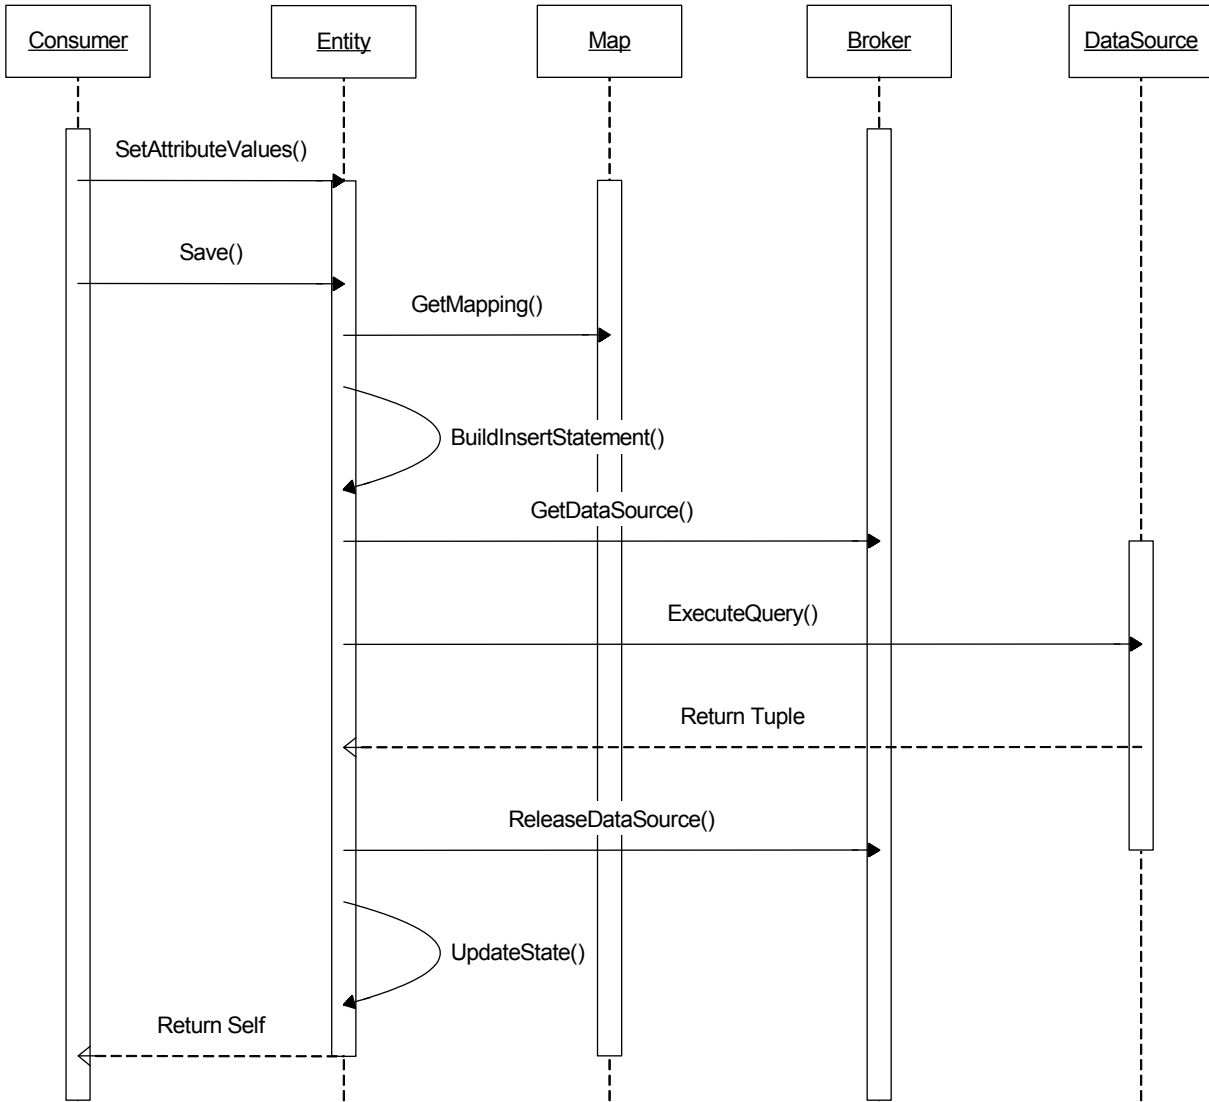 Consumer
Entity
Map
Broker
DataSource
SetAttributeValues()
Save()
GetMapping()
BuildInsertStatement()
GetDataSource()
ExecuteQuery()
Return Tuple
ReleaseDataSource()
UpdateState()
Return Self